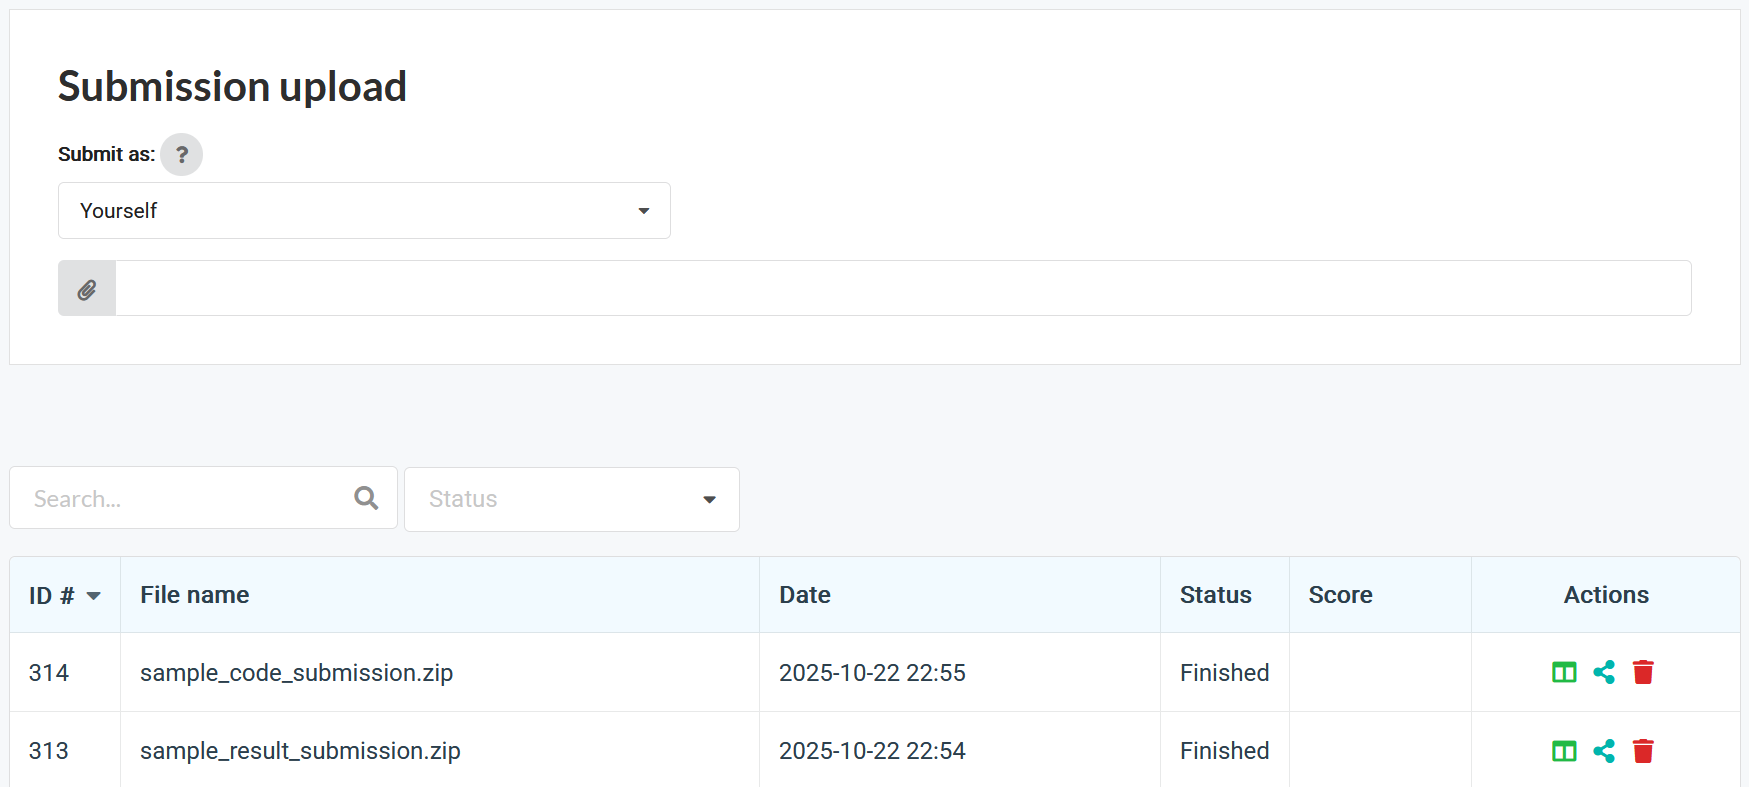 Submission upload
Submit as: ?
Yourself
Search... Status
ID # File name Date Status Score Actions
314 sample_code_submission.zip 2025-10-22 22:55 Finished
313 sample_result_submission.zip 2025-10-22 22:54 Finished